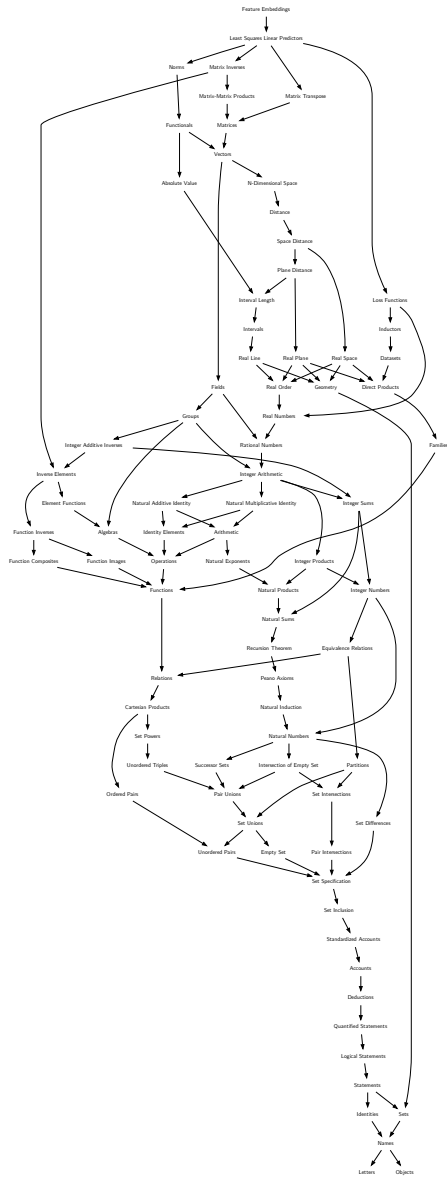 Feature Embeddings
Least Squares Linear Predictors
Norms
Matrix Inverses
Matrix-Matrix Products
Matrix Transpose
Functionals
Matrices
Vectors
Absolute Value
N-Dimensional Space
Distance
Space Distance
Plane Distance
Interval Length
Loss Functions
Intervals
Inductors
Real Line
Real Plane
Real Space
Datasets
Fields
Real Order
Geometry
Direct Products
Groups
Real Numbers
Integer Additive Inverses
Rational Numbers
Families
Inverse Elements
Integer Arithmetic
Element Functions
Natural Additive Identity
Natural Multiplicative Identity
Integer Sums
Function Inverses
Algebras
Identity Elements
Arithmetic
Function Composites
Function Images
Operations
Natural Exponents
Integer Products
Functions
Natural Products
Integer Numbers
Natural Sums
Recursion Theorem
Equivalence Relations
Relations
Peano Axioms
Cartesian Products
Natural Induction
Set Powers
Natural Numbers
Unordered Triples
Successor Sets
Intersection of Empty Set
Partitions
Ordered Pairs
Pair Unions
Set Intersections
Set Unions
Set Differences
Unordered Pairs
Empty Set
Pair Intersections
Set Specification
Set Inclusion
Standardized Accounts
Accounts
Deductions
Quantified Statements
Logical Statements
Statements
Identities
Sets
Names
Letters
Objects